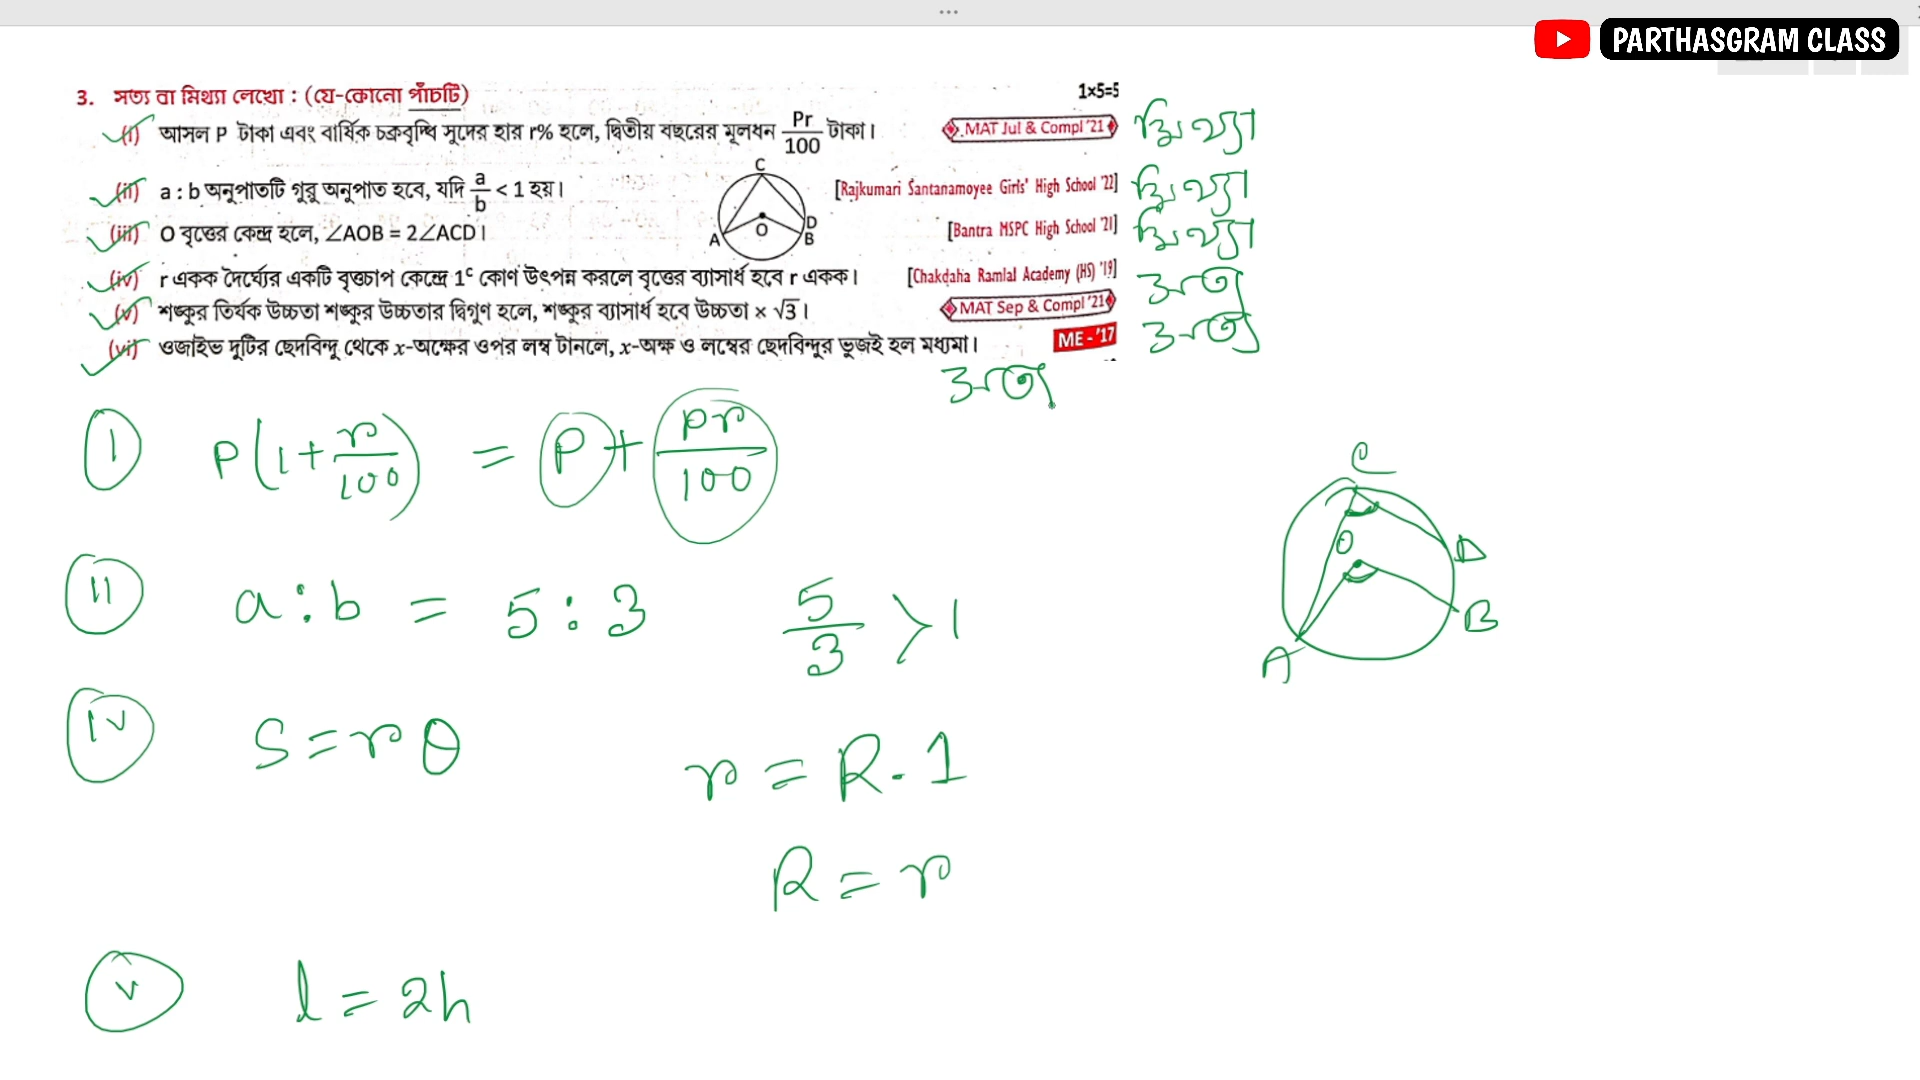 PARTHASGRAM CLASS
3. সত্য বা মিথ্যা লেখো : (যে-কোনো পাঁচটি) 1×5=5
(i) আসল P টাকা এবং বার্ষিক চক্রবৃদ্ধি সুদের হার r% হলে, দ্বিতীয় বছরের মূলধন Pr/100 টাকা। MAT Jul & Compl '21 মিথ্যা
(ii) a : b অনুপাতটি গুরু অনুপাত হবে, যদি a/b < 1 হয়। [Rajkumari Santanamoyee Girls' High School '22] মিথ্যা
(iii) O বৃত্তের কেন্দ্র হলে, ∠AOB = 2∠ACD। [Bantra MSPC High School '21] মিথ্যা
C
A O D
B
(iv) r একক দৈর্ঘ্যের একটি বৃত্তচাপ কেন্দ্রে 1ᶜ কোণ উৎপন্ন করলে বৃত্তের ব্যাসার্ধ হবে r একক। [Chakdaha Ramlal Academy (HS) '19] সত্য
(v) শঙ্কুর তির্যক উচ্চতা শঙ্কুর উচ্চতার দ্বিগুণ হলে, শঙ্কুর ব্যাসার্ধ হবে উচ্চতা × √3। MAT Sep & Compl '21 সত্য
(vi) ওজাইভ দুটির ছেদবিন্দু থেকে x-অক্ষের ওপর লম্ব টানলে, x-অক্ষ ও লম্বের ছেদবিন্দুর ভুজই হল মধ্যমা। ME - '17
সত্য
I P(1+r/100) = P + Pr/100
C
O D
B
A
II a : b = 5 : 3 5/3 > 1
IV S = rθ r = R . 1
R = r
V l = 2h